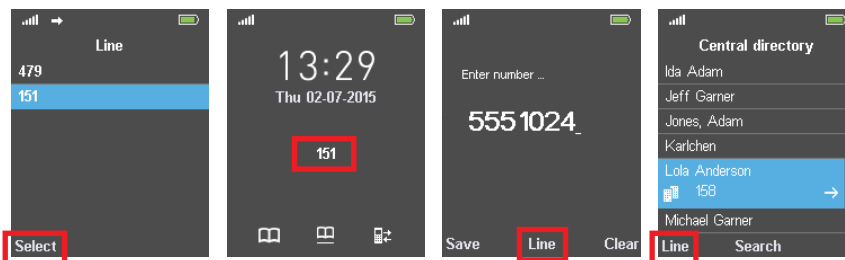 Line
479
151
Select
13:29
Thu 02-07-2015
151
Enter number ...
5551024_
Save Line Clear
Central directory
Ida Adam
Jeff Garner
Jones, Adam
Karlchen
Lola Anderson
158
Michael Garner
Line Search